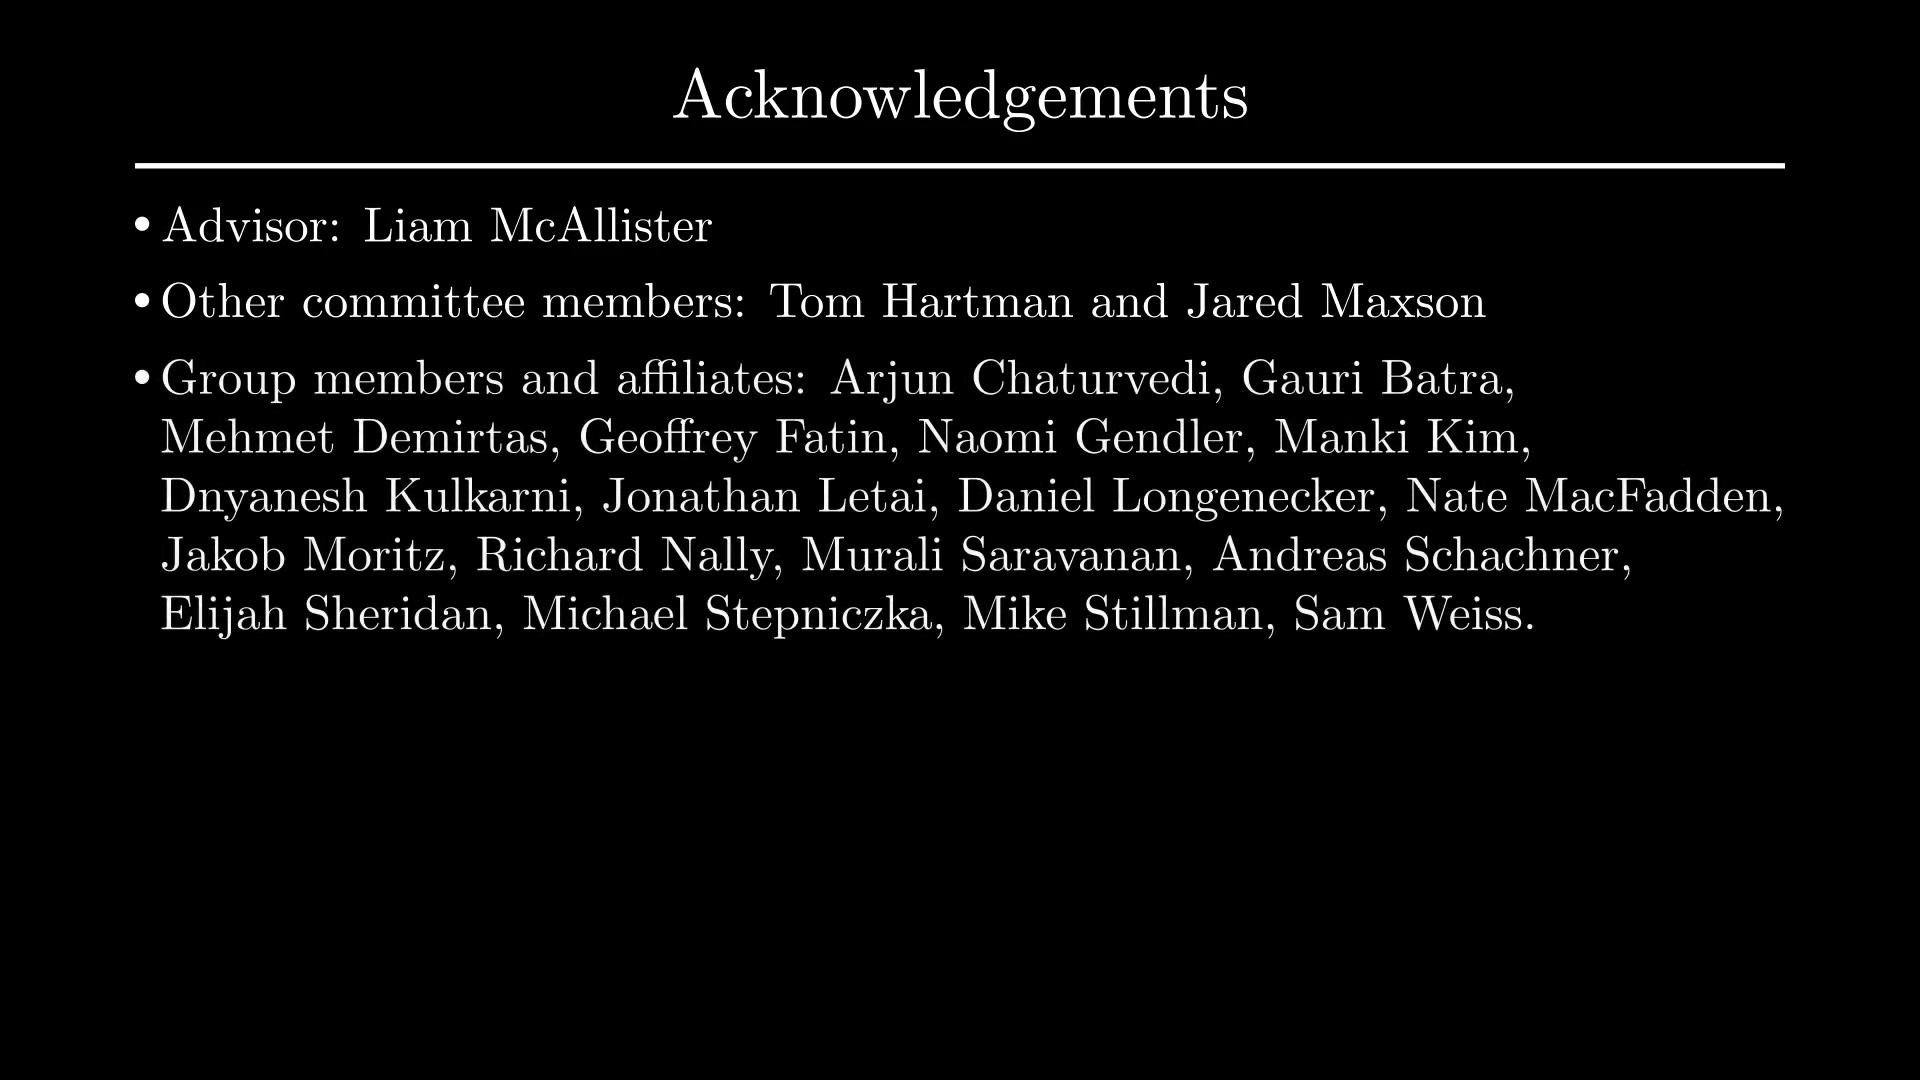 Acknowledgements
• Advisor: Liam McAllister
• Other committee members: Tom Hartman and Jared Maxson
• Group members and affiliates: Arjun Chaturvedi, Gauri Batra,
Mehmet Demirtas, Geoffrey Fatin, Naomi Gendler, Manki Kim,
Dnyanesh Kulkarni, Jonathan Letai, Daniel Longenecker, Nate MacFadden,
Jakob Moritz, Richard Nally, Murali Saravanan, Andreas Schachner,
Elijah Sheridan, Michael Stepniczka, Mike Stillman, Sam Weiss.